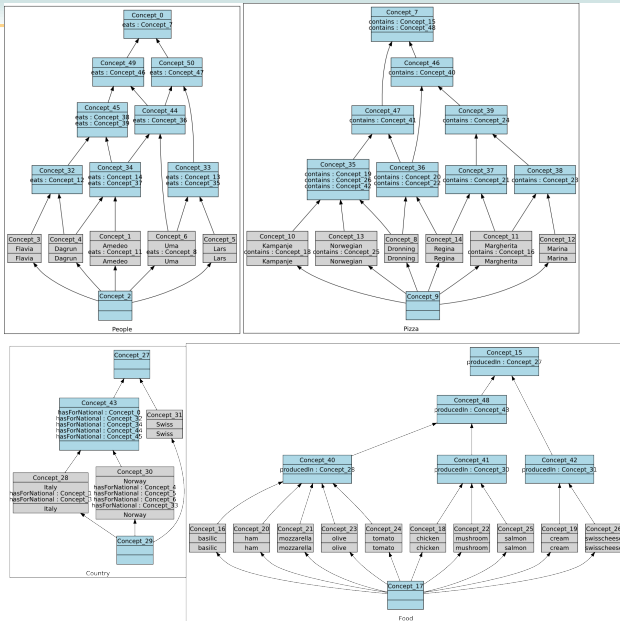 Concept_0
eats : Concept_7
Concept_49
eats : Concept_46
Concept_50
eats : Concept_47
Concept_45
eats : Concept_38
eats : Concept_39
Concept_44
eats : Concept_36
Concept_32
eats : Concept_12
Concept_34
eats : Concept_14
eats : Concept_37
Concept_33
eats : Concept_13
eats : Concept_35
Concept_3
Flavia
Flavia
Concept_4
Dagrun
Dagrun
Concept_1
Amedeo
eats : Concept_11
Amedeo
Concept_6
Uma
eats : Concept_8
Uma
Concept_5
Lars
Lars
Concept_2
People
Concept_7
contains : Concept_15
contains : Concept_48
Concept_46
contains : Concept_40
Concept_47
contains : Concept_41
Concept_39
contains : Concept_24
Concept_35
contains : Concept_19
contains : Concept_26
contains : Concept_42
Concept_36
contains : Concept_20
contains : Concept_22
Concept_37
contains : Concept_21
Concept_38
contains : Concept_23
Concept_10
Kampanje
contains : Concept_18
Kampanje
Concept_13
Norwegian
contains : Concept_25
Norwegian
Concept_8
Dronning
Dronning
Concept_14
Regina
Regina
Concept_11
Margherita
contains : Concept_16
Margherita
Concept_12
Marina
Marina
Concept_9
Pizza
Concept_27
Concept_43
hasForNational : Concept_0
hasForNational : Concept_32
hasForNational : Concept_34
hasForNational : Concept_44
hasForNational : Concept_45
Concept_31
Swiss
Swiss
Concept_28
Italy
hasForNational : Concept_1
hasForNational : Concept_3
Italy
Concept_30
Norway
hasForNational : Concept_4
hasForNational : Concept_5
hasForNational : Concept_6
hasForNational : Concept_33
Norway
Concept_29
Country
Concept_15
producedIn : Concept_27
Concept_48
producedIn : Concept_43
Concept_40
producedIn : Concept_28
Concept_41
producedIn : Concept_30
Concept_42
producedIn : Concept_31
Concept_16
basilic
basilic
Concept_20
ham
ham
Concept_21
mozzarella
mozzarella
Concept_23
olive
olive
Concept_24
tomato
tomato
Concept_18
chicken
chicken
Concept_22
mushroom
mushroom
Concept_25
salmon
salmon
Concept_19
cream
cream
Concept_26
swisscheese
swisscheese
Concept_17
Food